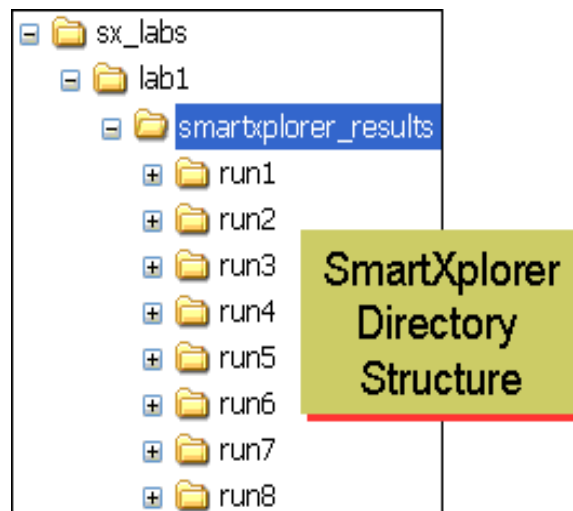 sx_labs
lab1
smartxplorer_results
run1
run2
run3
run4
run5
run6
run7
run8
SmartXplorer
Directory
Structure